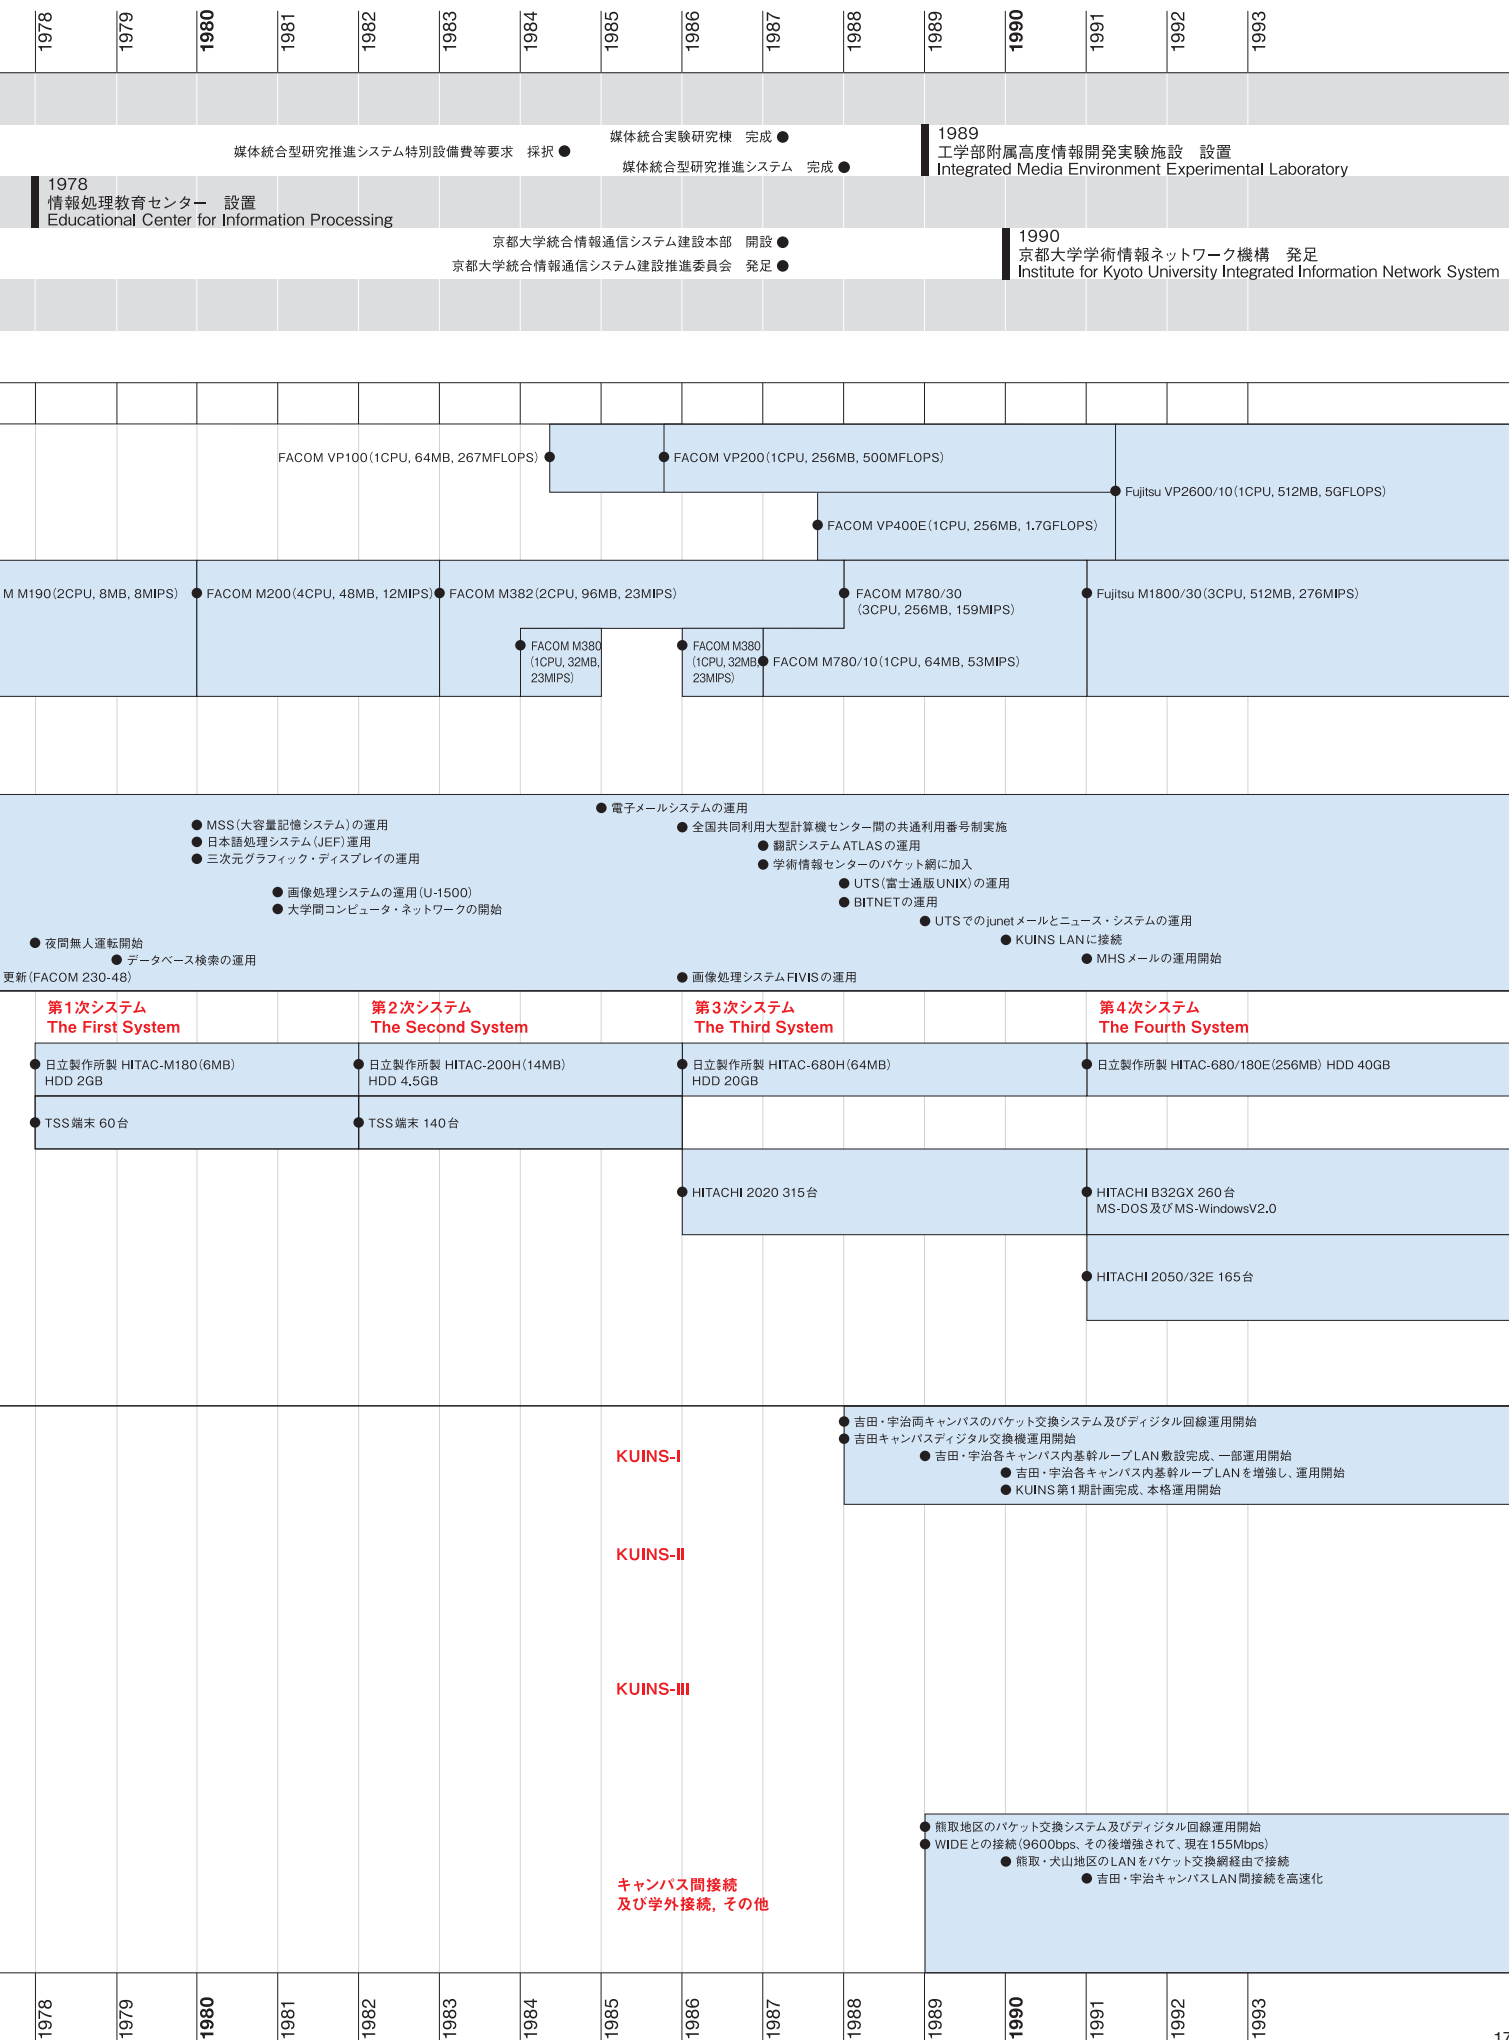 1978
1979
1980
1981
1982
1983
1984
1985
1986
1987
1988
1989
1990
1991
1992
1993
媒体統合実験研究棟　完成
媒体統合型研究推進システム特別設備費等要求　採択
媒体統合型研究推進システム　完成
1989
工学部附属高度情報開発実験施設　設置
Integrated Media Environment Experimental Laboratory
1978
情報処理教育センター　設置
Educational Center for Information Processing
京都大学統合情報通信システム建設本部　開設
京都大学統合情報通信システム建設推進委員会　発足
1990
京都大学学術情報ネットワーク機構　発足
Institute for Kyoto University Integrated Information Network System
FACOM VP100(1CPU, 64MB, 267MFLOPS)
FACOM VP200(1CPU, 256MB, 500MFLOPS)
Fujitsu VP2600/10(1CPU, 512MB, 5GFLOPS)
FACOM VP400E(1CPU, 256MB, 1.7GFLOPS)
M M190(2CPU, 8MB, 8MIPS)
FACOM M200(4CPU, 48MB, 12MIPS)
FACOM M382(2CPU, 96MB, 23MIPS)
FACOM M780/30
(3CPU, 256MB, 159MIPS)
Fujitsu M1800/30(3CPU, 512MB, 276MIPS)
FACOM M380
(1CPU, 32MB,
23MIPS)
FACOM M380
(1CPU, 32MB,
23MIPS)
FACOM M780/10(1CPU, 64MB, 53MIPS)
電子メールシステムの運用
MSS(大容量記憶システム)の運用
全国共同利用大型計算機センター間の共通利用番号制実施
日本語処理システム(JEF)運用
翻訳システムATLASの運用
三次元グラフィック・ディスプレイの運用
学術情報センターのパケット網に加入
UTS(富士通版UNIX)の運用
画像処理システムの運用(U-1500)
BITNETの運用
大学間コンピュータ・ネットワークの開始
UTSでのjunetメールとニュース・システムの運用
夜間無人運転開始
KUINS LANに接続
データベース検索の運用
MHSメールの運用開始
更新(FACOM 230-48)
画像処理システムFIVISの運用
第1次システム
The First System
第2次システム
The Second System
第3次システム
The Third System
第4次システム
The Fourth System
日立製作所製 HITAC-M180(6MB)
HDD 2GB
日立製作所製 HITAC-200H(14MB)
HDD 4.5GB
日立製作所製 HITAC-680H(64MB)
HDD 20GB
日立製作所製 HITAC-680/180E(256MB) HDD 40GB
TSS端末 60台
TSS端末 140台
HITACHI 2020 315台
HITACHI B32GX 260台
MS-DOS及びMS-WindowsV2.0
HITACHI 2050/32E 165台
吉田・宇治両キャンパスのパケット交換システム及びディジタル回線運用開始
吉田キャンパスディジタル交換機運用開始
KUINS-I
吉田・宇治各キャンパス内基幹ループLAN敷設完成、一部運用開始
吉田・宇治各キャンパス内基幹ループLANを増強し、運用開始
KUINS第1期計画完成、本格運用開始
KUINS-II
KUINS-III
熊取地区のパケット交換システム及びディジタル回線運用開始
WIDEとの接続(9600bps、その後増強されて、現在155Mbps)
熊取・犬山地区のLANをパケット交換網経由で接続
吉田・宇治キャンパスLAN間接続を高速化
キャンパス間接続
及び学外接続, その他
1978
1979
1980
1981
1982
1983
1984
1985
1986
1987
1988
1989
1990
1991
1992
1993